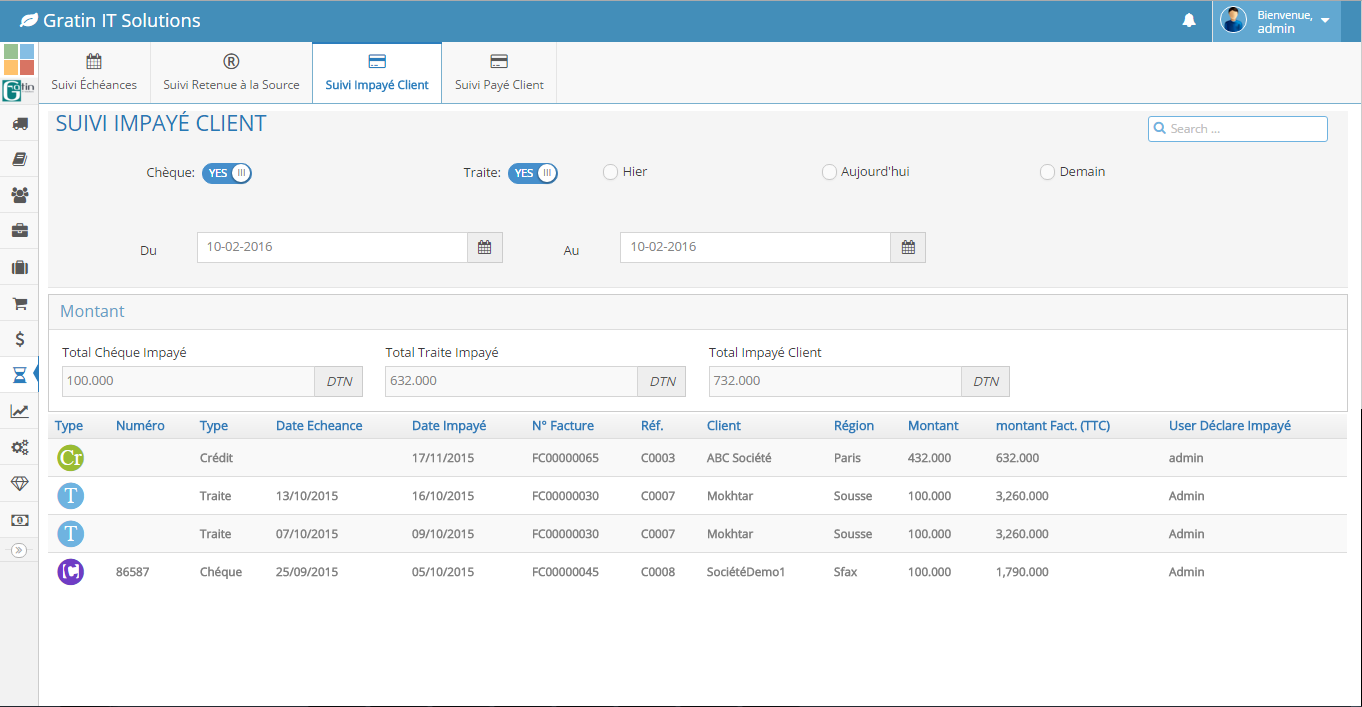 Gratin IT Solutions
Bienvenue,
admin
Suivi Échéances
Suivi Retenue à la Source
Suivi Impayé Client
Suivi Payé Client
SUIVI IMPAYÉ CLIENT
Search ...
Chèque: YES Traite: YES Hier Aujourd'hui Demain
Du 10-02-2016 Au 10-02-2016
Montant
Total Chéque Impayé Total Traite Impayé Total Impayé Client
100.000 DTN 632.000 DTN 732.000 DTN
Type Numéro Type Date Echeance Date Impayé N° Facture Réf. Client Région Montant montant Fact. (TTC) User Déclare Impayé
Cr Crédit 17/11/2015 FC00000065 C0003 ABC Société Paris 432.000 632.000 admin
T Traite 13/10/2015 16/10/2015 FC00000030 C0007 Mokhtar Sousse 100.000 3,260.000 Admin
T Traite 07/10/2015 09/10/2015 FC00000030 C0007 Mokhtar Sousse 100.000 3,260.000 Admin
86587 Chéque 25/09/2015 05/10/2015 FC00000045 C0008 SociétéDemo1 Sfax 100.000 1,790.000 Admin